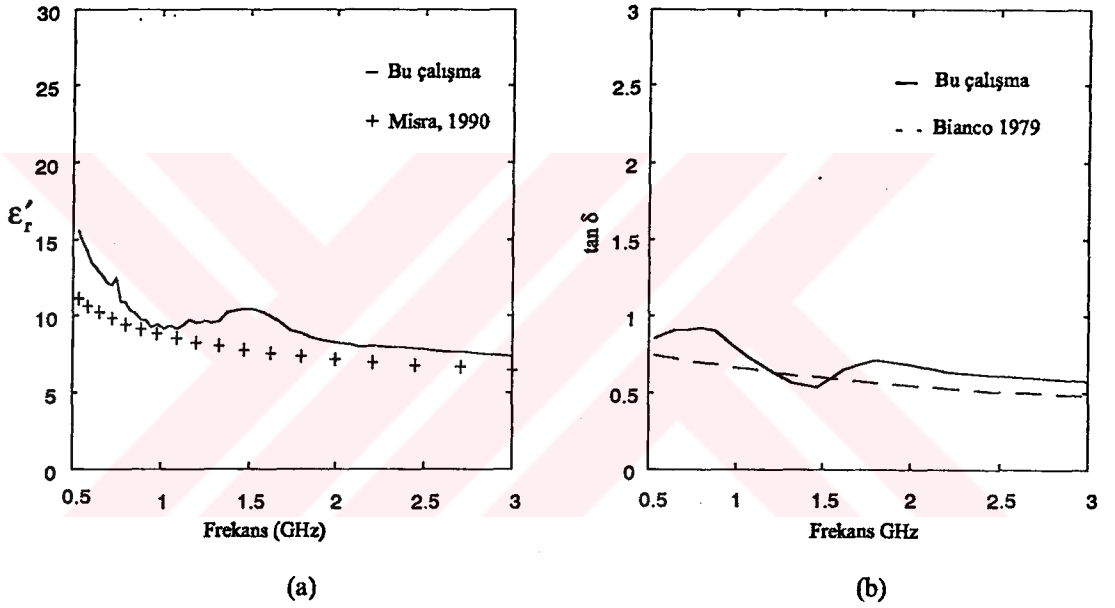 30
25
20
15
10
5
0
ε′r
0.5 1 1.5 2 2.5 3
Frekans (GHz)
– Bu çalışma
+ Misra, 1990
(a)
3
2.5
2
1.5
1
0.5
0
tan δ
0.5 1 1.5 2 2.5 3
Frekans GHz
— Bu çalışma
- - Bianco 1979
(b)